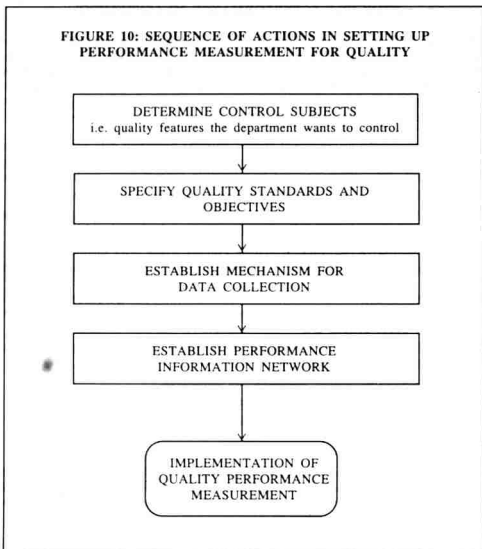 FIGURE 10: SEQUENCE OF ACTIONS IN SETTING UP
PERFORMANCE MEASUREMENT FOR QUALITY
DETERMINE CONTROL SUBJECTS
i.e. quality features the department wants to control
SPECIFY QUALITY STANDARDS AND
OBJECTIVES
ESTABLISH MECHANISM FOR
DATA COLLECTION
ESTABLISH PERFORMANCE
INFORMATION NETWORK
IMPLEMENTATION OF
QUALITY PERFORMANCE
MEASUREMENT